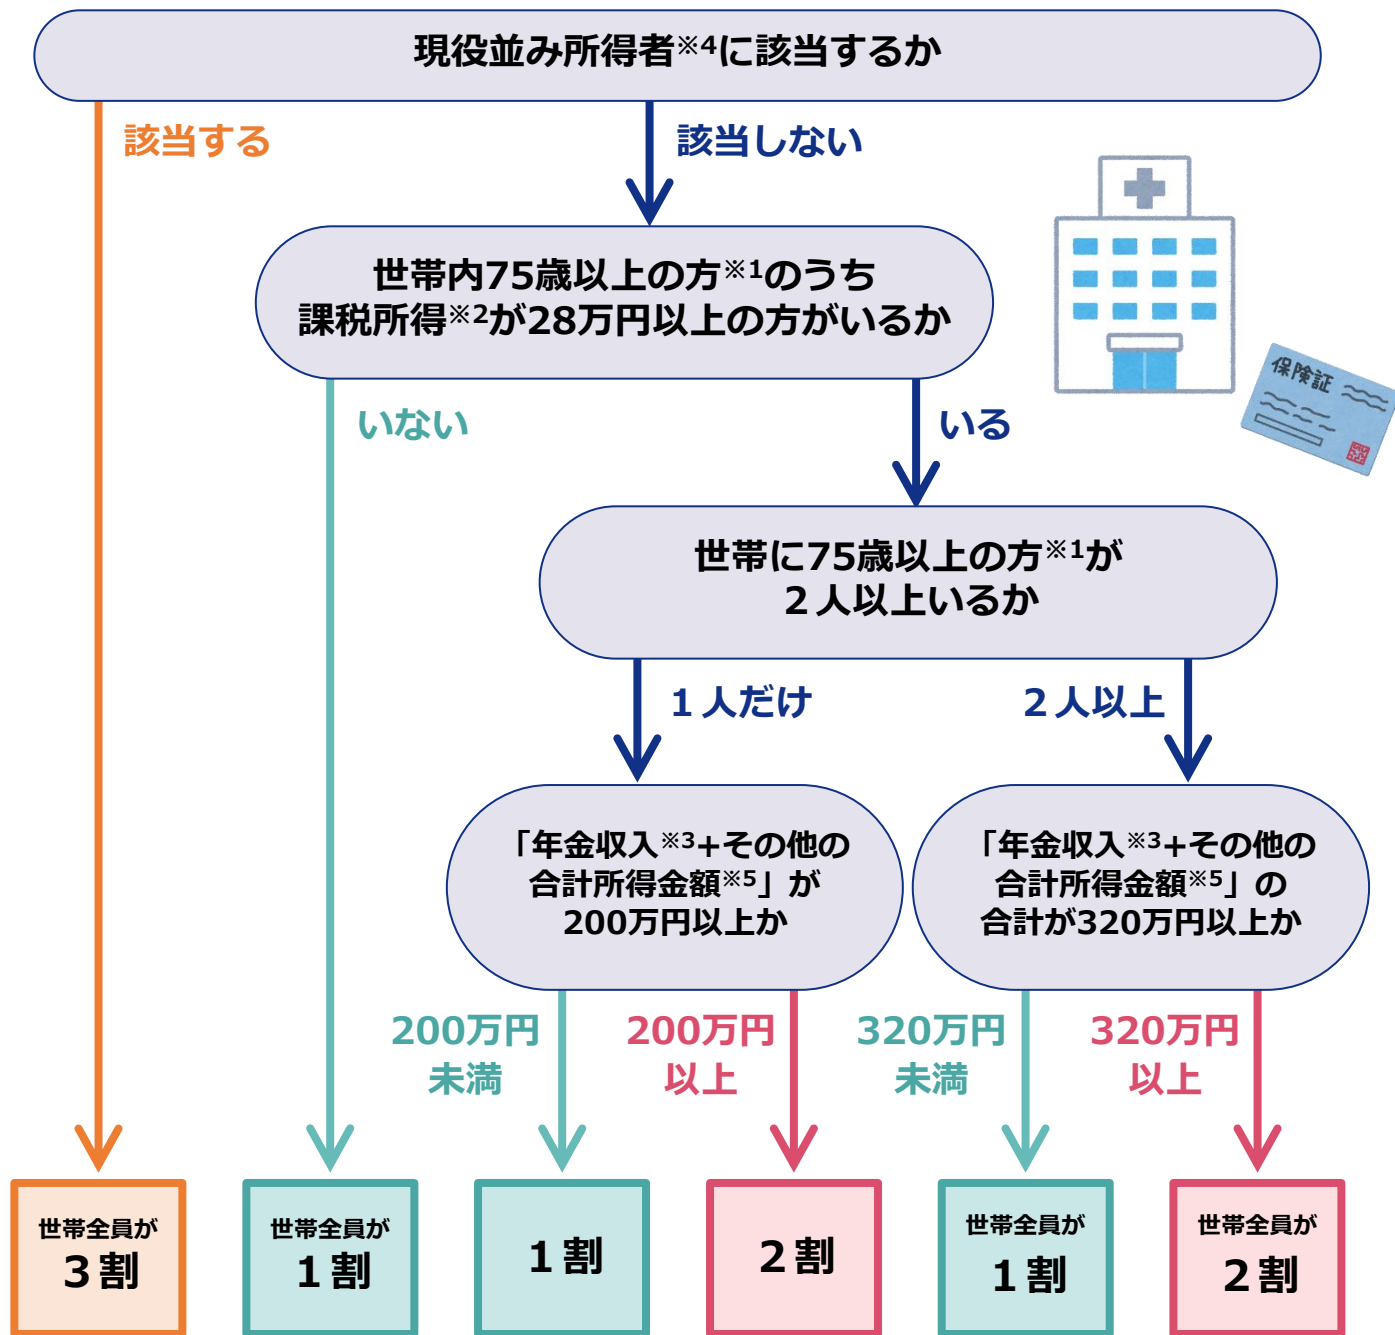 現役並み所得者※4に該当するか
該当する
該当しない
世帯内75歳以上の方※1のうち
課税所得※2が28万円以上の方がいるか
保険証
いない
いる
世帯に75歳以上の方※1が
２人以上いるか
１人だけ
２人以上
「年金収入※3+その他の
合計所得金額※5」が
200万円以上か
「年金収入※3+その他の
合計所得金額※5」の
合計が320万円以上か
200万円
未満
200万円
以上
320万円
未満
320万円
以上
世帯全員が
３割
世帯全員が
１割
１割
２割
世帯全員が
１割
世帯全員が
２割